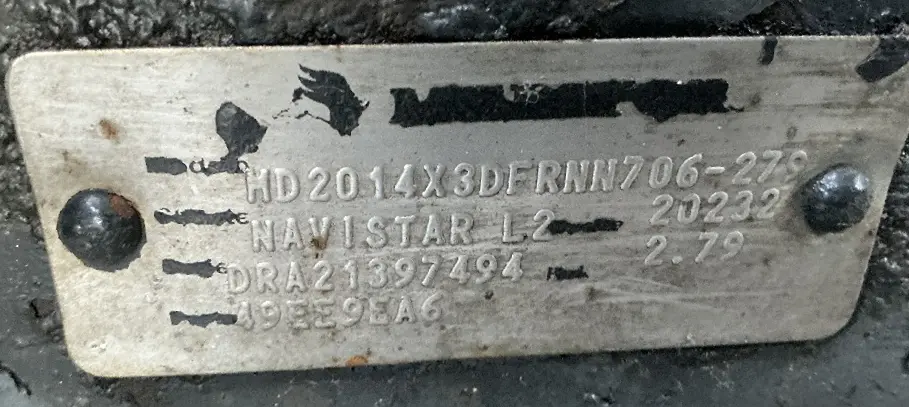 HD2014X3DFRNN706-279
NAVISTAR L2 20232
DRA21397494 2.79
49EE9EA6